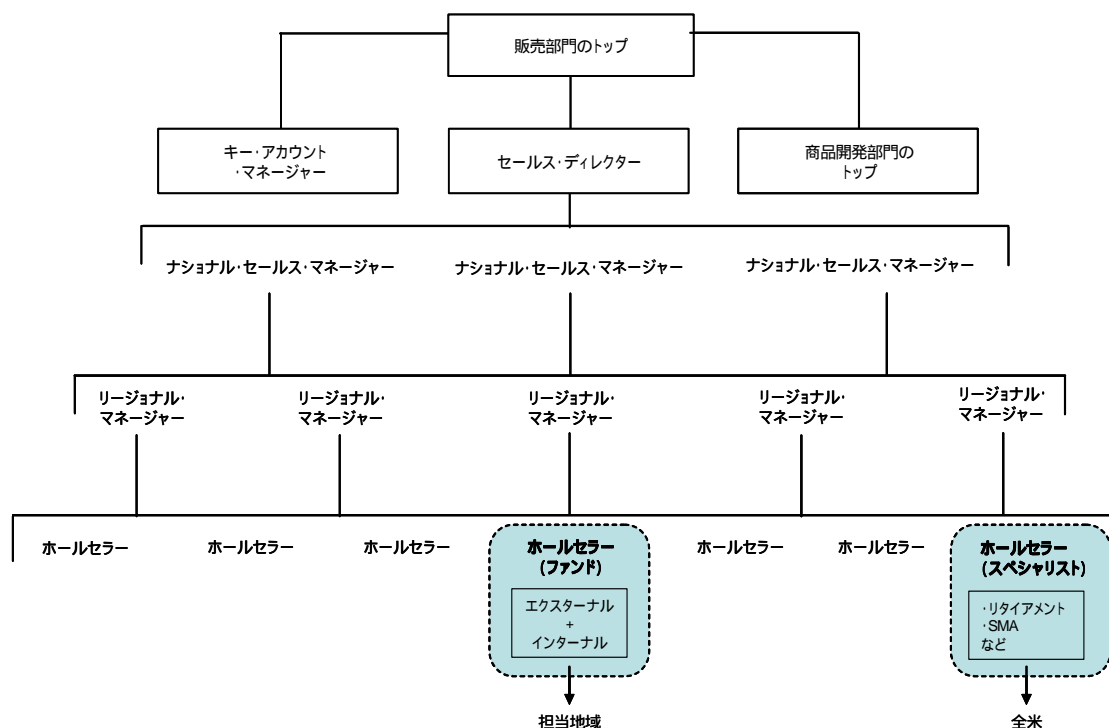 販売部門のトップ
キー・アカウント
・マネージャー
セールス・ディレクター
商品開発部門の
トップ
ナショナル・セールス・マネージャー
ナショナル・セールス・マネージャー
ナショナル・セールス・マネージャー
リージョナル・
マネージャー
リージョナル・
マネージャー
リージョナル・
マネージャー
リージョナル・
マネージャー
リージョナル・
マネージャー
ホールセラー
ホールセラー
ホールセラー
ホールセラー
(ファンド)
エクスターナル
+
インターナル
担当地域
ホールセラー
ホールセラー
ホールセラー
(スペシャリスト)
・リタイアメント
・SMA
など
全米